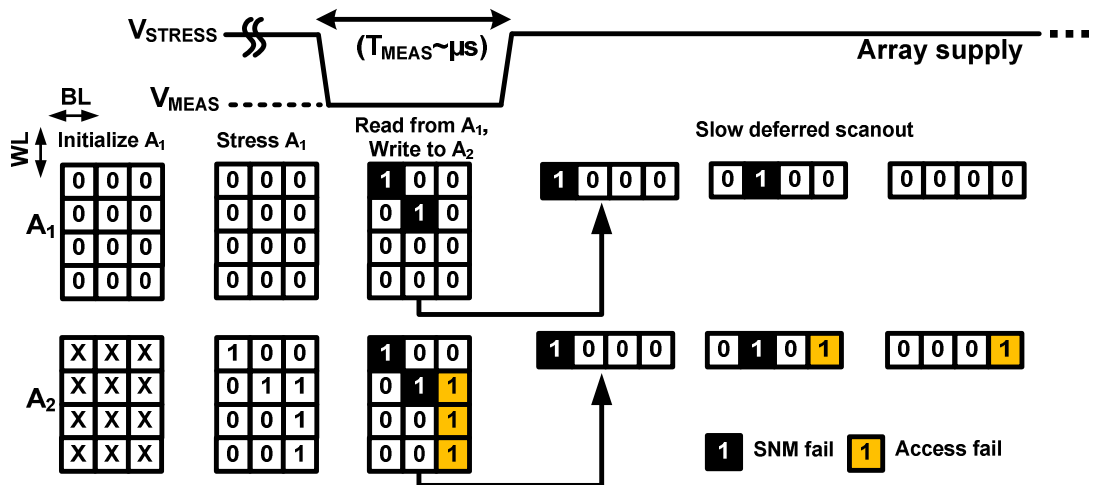 V_STRESS
(T_MEAS~µs)
Array supply
V_MEAS
BL
WL
Initialize A1
Stress A1
Read from A1,
Write to A2
Slow deferred scanout
A1
0 0 0
0 0 0
0 0 0
0 0 0
0 0 0
0 0 0
0 0 0
0 0 0
1 0 0
0 1 0
0 0 0
0 0 0
1 0 0 0
0 1 0 0
0 0 0 0
A2
X X X
X X X
X X X
X X X
1 0 0
0 1 1
0 0 1
0 0 1
1 0 0
0 1 1
0 0 1
0 0 1
1 0 0 0
0 1 0 1
0 0 0 1
1 SNM fail
1 Access fail